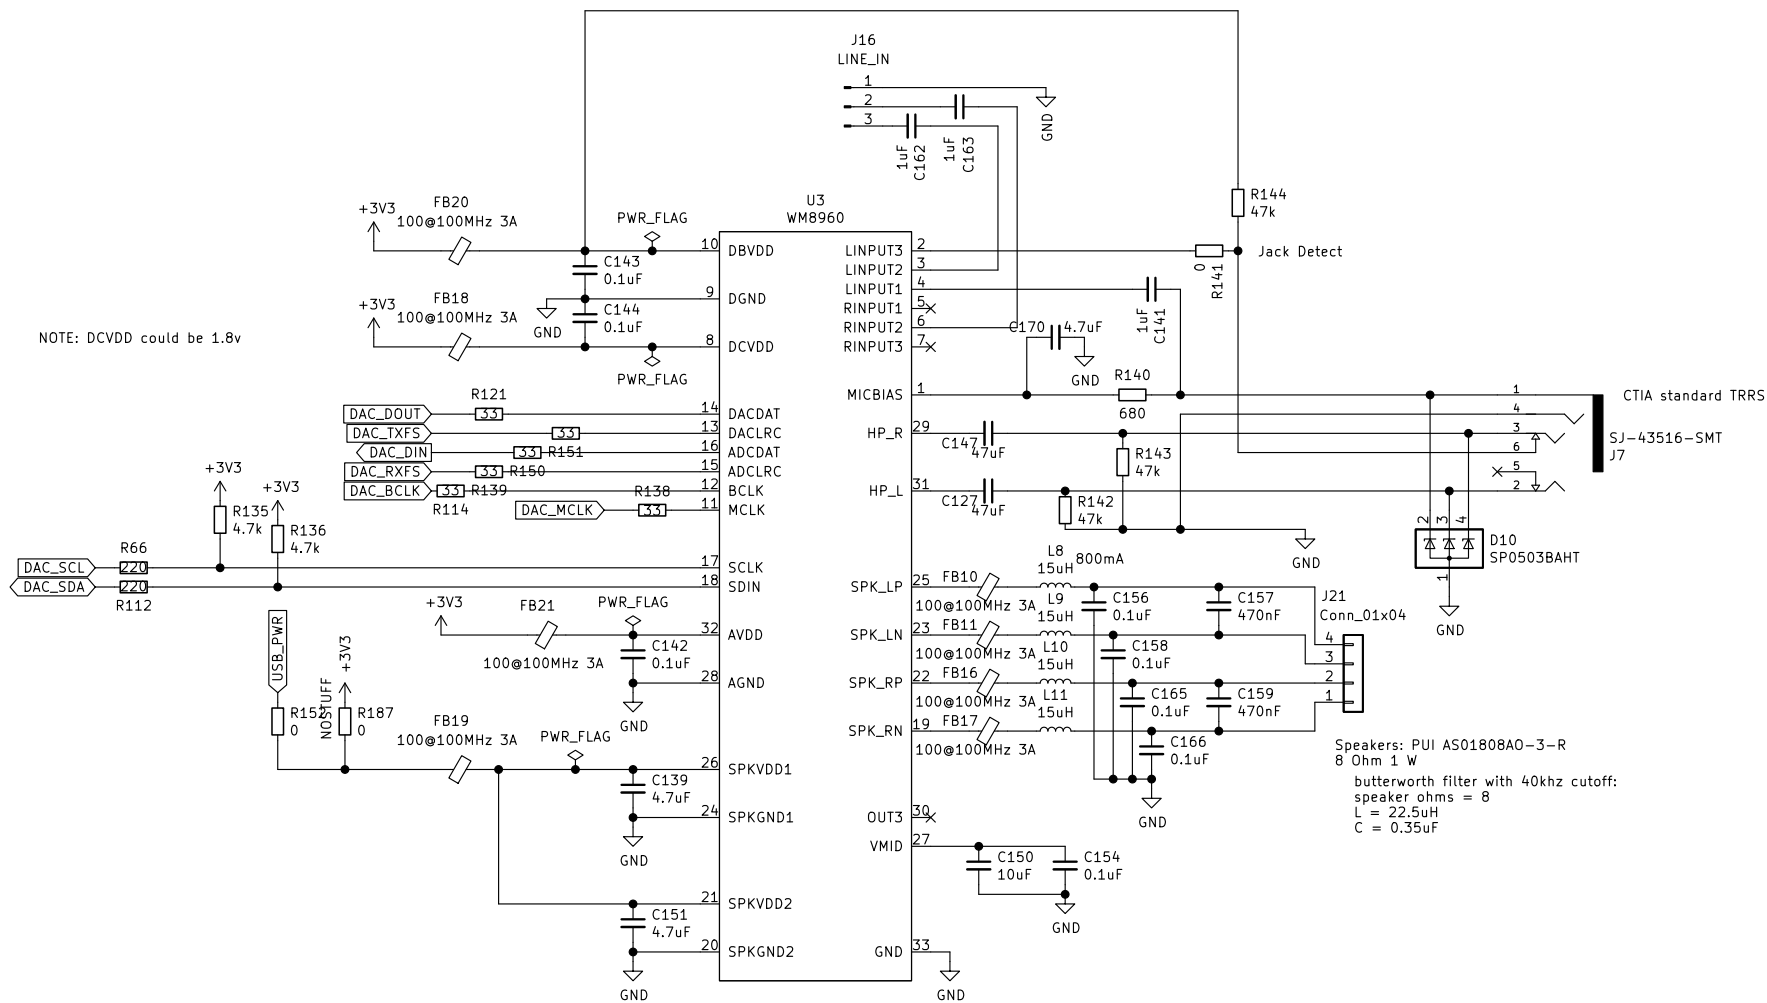 J16
LINE_IN
1
2
3
GND
1uF
C162
1uF
C163
R144
47k
U3
WM8960
+3V3
FB20
100@100MHz 3A
PWR_FLAG
10
DBVDD
C143
0.1uF
9
DGND
GND
C144
0.1uF
+3V3
FB18
100@100MHz 3A
8
DCVDD
PWR_FLAG
NOTE: DCVDD could be 1.8v
LINPUT3
2
LINPUT2
3
LINPUT1
4
RINPUT1
5
RINPUT2
6
RINPUT3
7
0
R141
Jack Detect
1uF
C141
C170
4.7uF
GND
MICBIAS
1
R140
680
HP_R
29
C147
47uF
R143
47k
HP_L
31
C127
47uF
R142
47k
GND
1
4
3
6
5
2
CTIA standard TRRS
SJ-43516-SMT
J7
2
3
4
1
D10
SP0503BAHT
GND
R121
DAC_DOUT
33
14
DACDAT
DAC_TXFS
33
13
DACLRC
DAC_DIN
33
R151
16
ADCDAT
DAC_RXFS
33
R150
15
ADCLRC
DAC_BCLK
33
R139
12
BCLK
R114
DAC_MCLK
R138
33
11
MCLK
+3V3
R135
4.7k
+3V3
R136
4.7k
R66
DAC_SCL
220
17
SCLK
DAC_SDA
220
18
SDIN
R112
USB_PWR
R152
0
NOSTUFF
+3V3
R187
0
+3V3
FB21
100@100MHz 3A
PWR_FLAG
32
AVDD
C142
0.1uF
28
AGND
GND
FB19
100@100MHz 3A
PWR_FLAG
26
SPKVDD1
C139
4.7uF
24
SPKGND1
GND
21
SPKVDD2
C151
4.7uF
20
SPKGND2
GND
SPK_LP
25
FB10
100@100MHz 3A
L8
15uH
800mA
SPK_LN
23
FB11
100@100MHz 3A
L9
15uH
SPK_RP
22
FB16
100@100MHz 3A
L10
15uH
SPK_RN
19
FB17
100@100MHz 3A
L11
15uH
C156
0.1uF
C157
470nF
C158
0.1uF
C165
0.1uF
C159
470nF
C166
0.1uF
GND
J21
Conn_01x04
4
3
2
1
Speakers: PUI AS01808AO-3-R
8 Ohm 1 W
butterworth filter with 40khz cutoff:
speaker ohms = 8
L = 22.5uH
C = 0.35uF
OUT3
30
VMID
27
C150
10uF
C154
0.1uF
GND
GND
33
GND